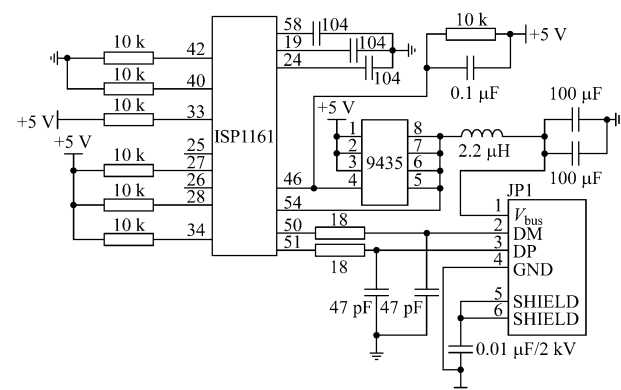 58 104
10 k
10 k
42
19 104
+5 V
24
104
10 k
40
0.1 μF
100 μF
10 k
33
+5 V
ISP1161
+5 V
1 8
2 7
3 9435 6
4 5
2.2 μH
100 μF
+5 V
25
10 k
27
26
46
10 k
28
54
JP1
10 k
34
50 18
51
18
1 Vbus
2 DM
3 DP
4 GND
5 SHIELD
6 SHIELD
47 pF 47 pF
0.01 μF/2 kV